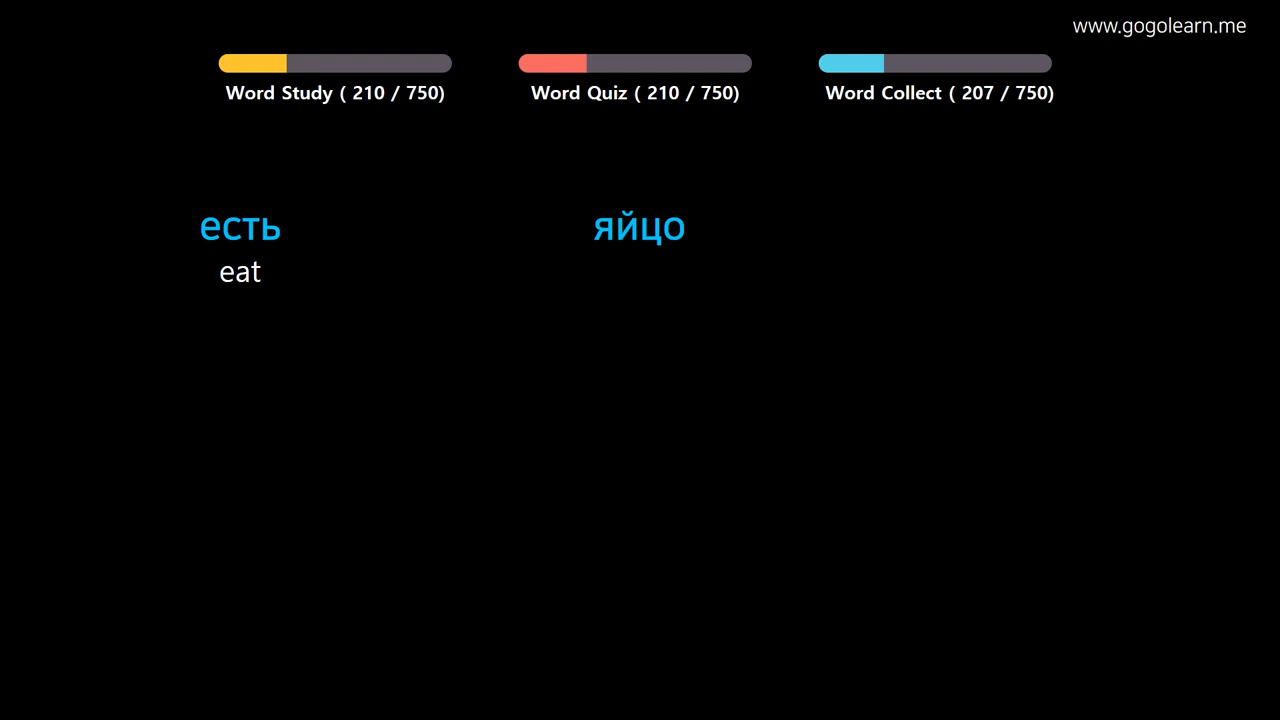 www.gogolearn.me
Word Study ( 210 / 750)
Word Quiz ( 210 / 750)
Word Collect ( 207 / 750)
есть
яйцо
eat